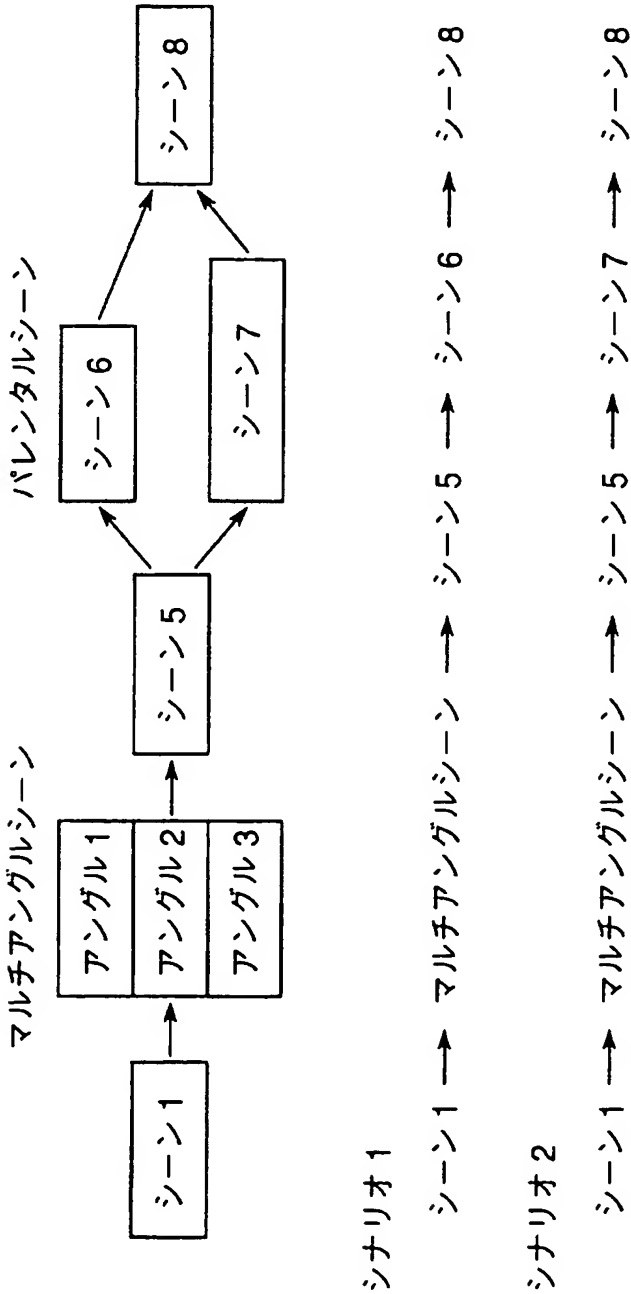 マルチアングルシーン
パレンタルシーン
シーン1
アングル1
アングル2
アングル3
シーン5
シーン6
シーン7
シーン8
シナリオ1
シーン1 → マルチアングルシーン → シーン5 → シーン6 → シーン8
シナリオ2
シーン1 → マルチアングルシーン → シーン5 → シーン7 → シーン8